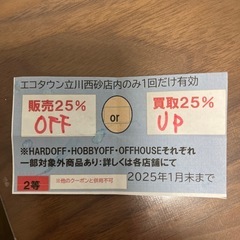 エコタウン立川西砂店内のみ1回だけ有効
販売25%
OFF
or
買取25%
UP
※HARDOFF・HOBBYOFF・OFFHOUSEそれぞれ
一部対象外商品あり:詳しくは各店舗にて
2等
※他のクーポンと併用不可
2025年1月末まで